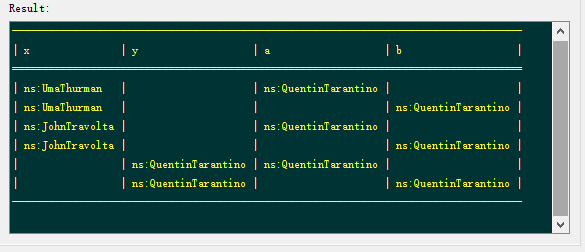 Result:
| x | y | a | b |
| ns:UmaThurman | | ns:QuentinTarantino | |
| ns:UmaThurman | | | ns:QuentinTarantino |
| ns:JohnTravolta | | ns:QuentinTarantino | |
| ns:JohnTravolta | | | ns:QuentinTarantino |
| | ns:QuentinTarantino | ns:QuentinTarantino | |
| | ns:QuentinTarantino | | ns:QuentinTarantino |